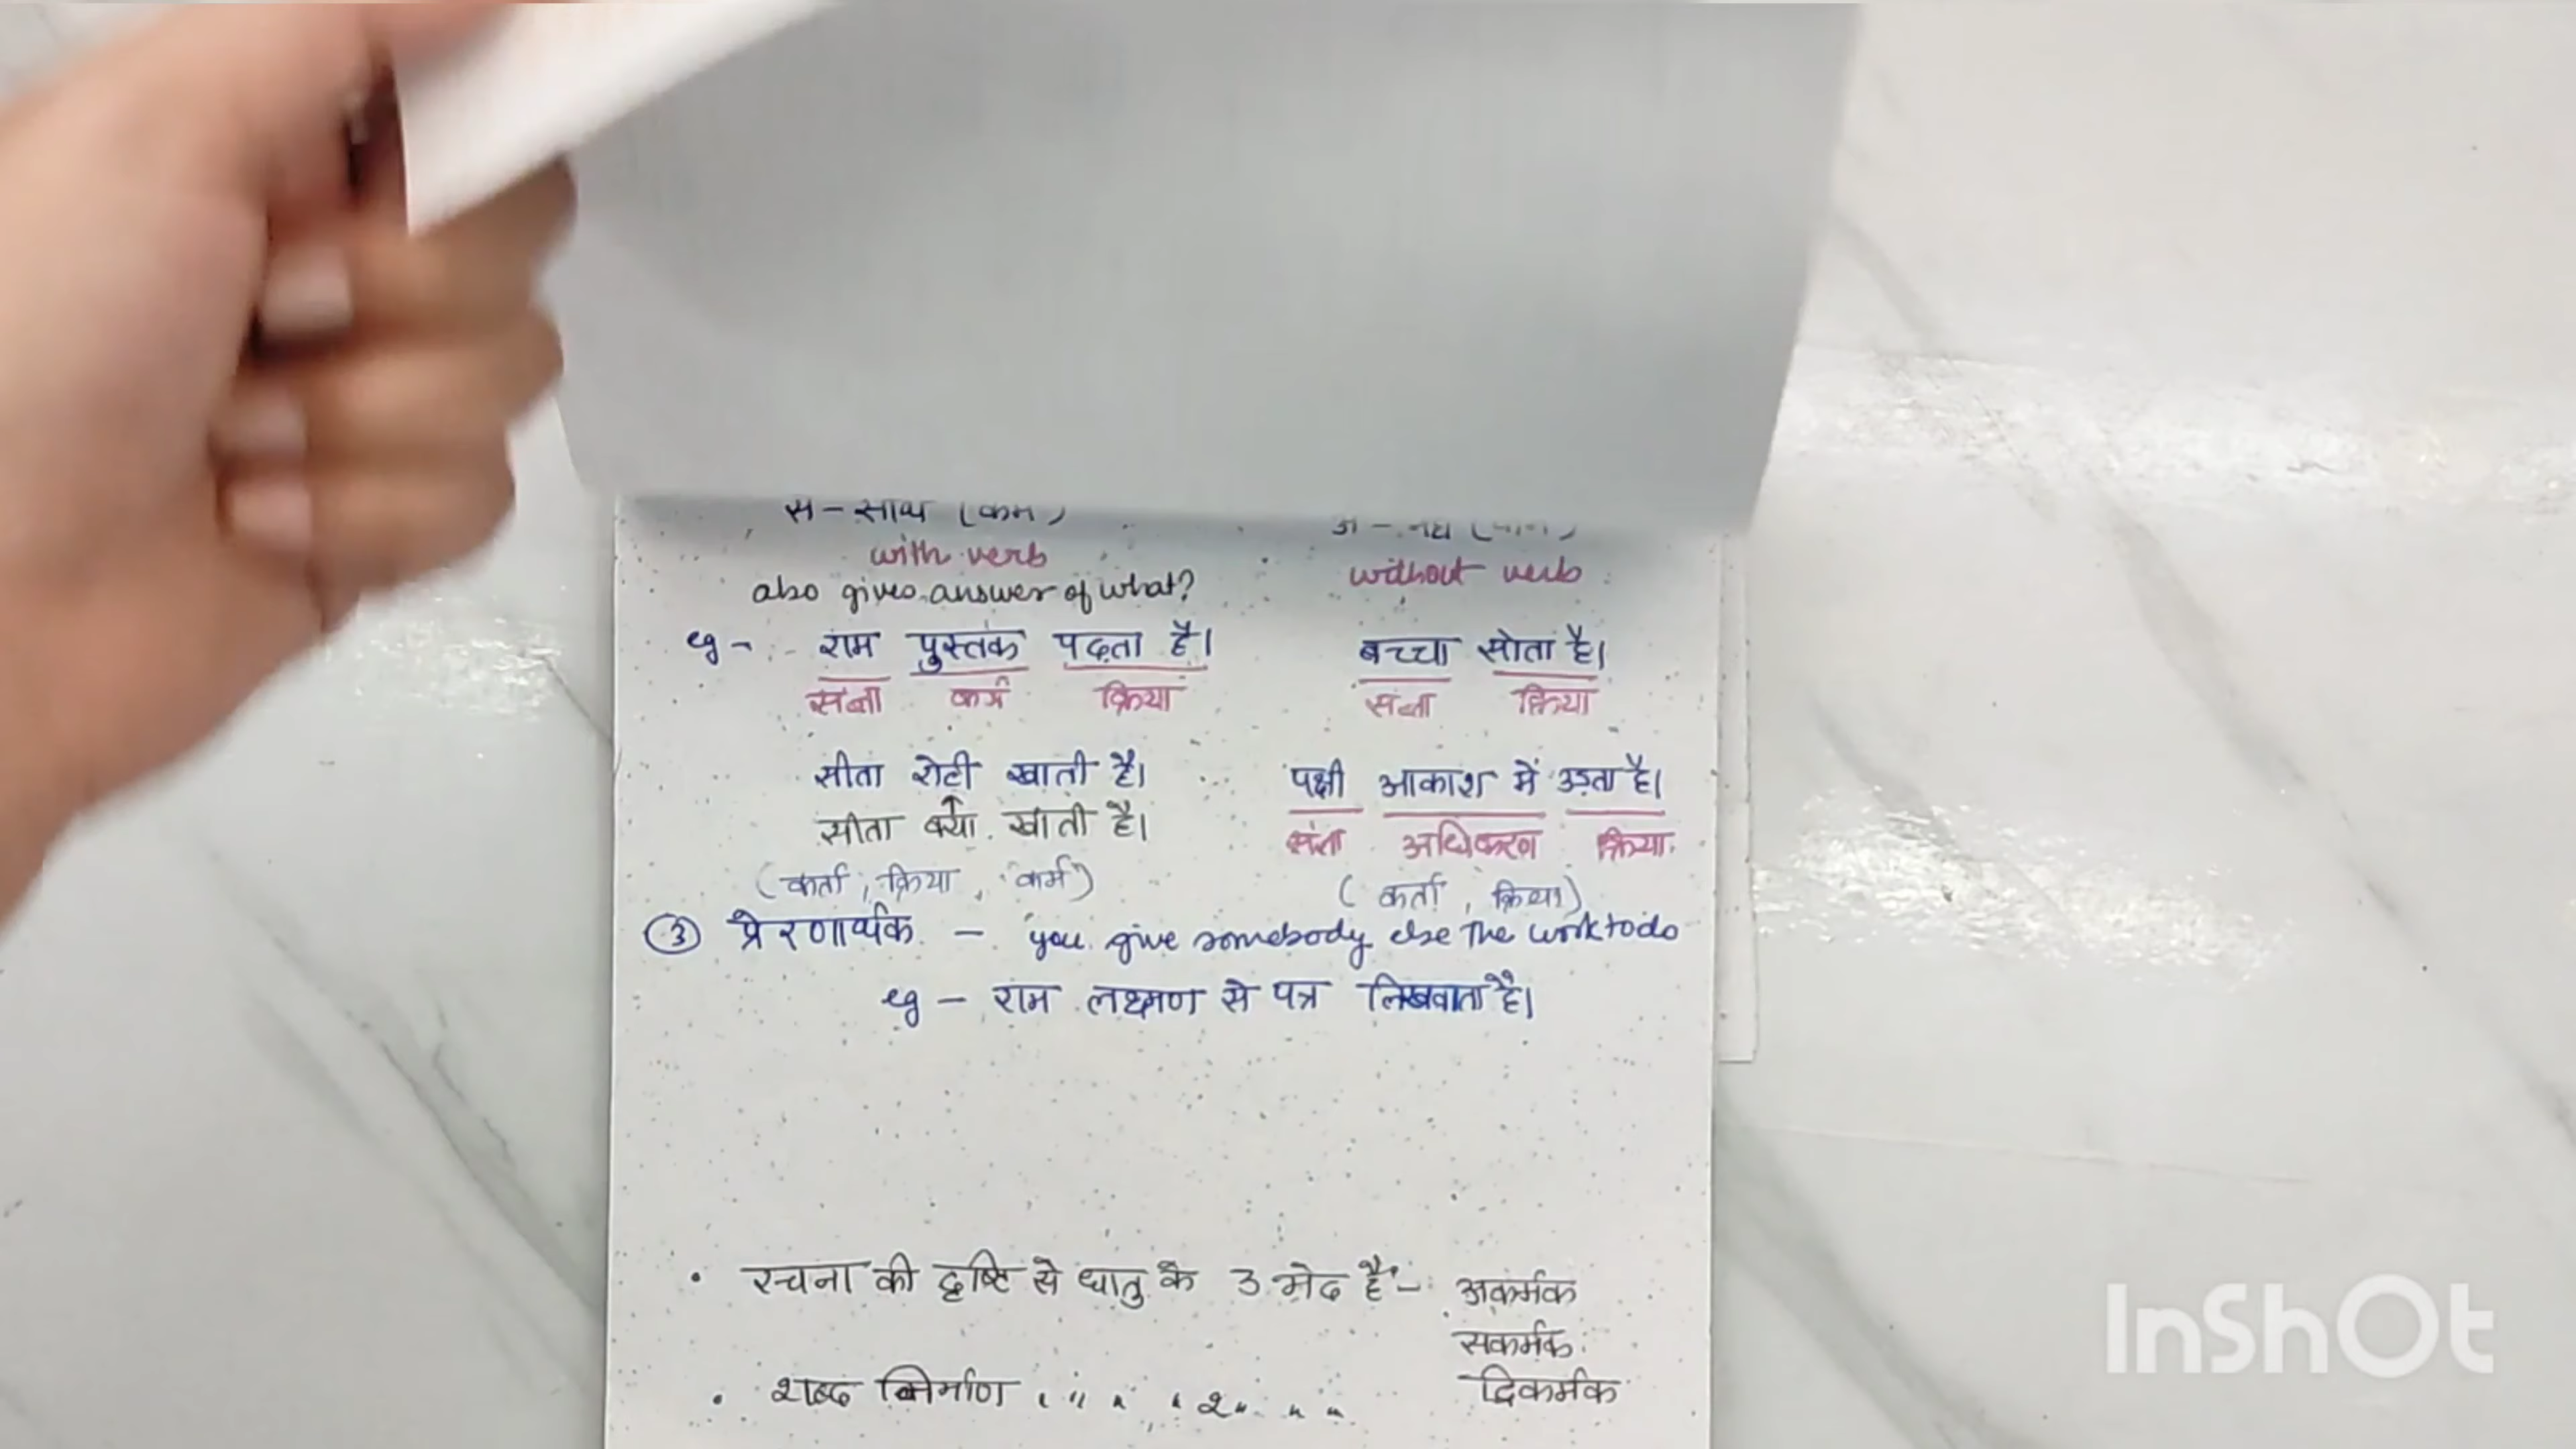 स - साथ (कर्म)
with verb
also gives answer of what?
eg - राम पुस्तक पढ़ता है।
संज्ञा कर्म क्रिया
सीता रोटी खाती है।
सीता क्या खाती है।
(कर्ता, क्रिया, कर्म)
अ -
without verb
बच्चा सोता है।
संज्ञा क्रिया
पक्षी आकाश में उड़ता है।
संज्ञा अधिकरण क्रिया
(कर्ता, क्रिया)
③ प्रेरणार्थक - you give somebody else the work to do
eg - राम लक्ष्मण से पत्र लिखवाता है।
• रचना की दृष्टि से धातु के 3 भेद हैं - अकर्मक
सकर्मक
• शब्द निर्माण " " " " 2 " " " द्विकर्मक
InShOt